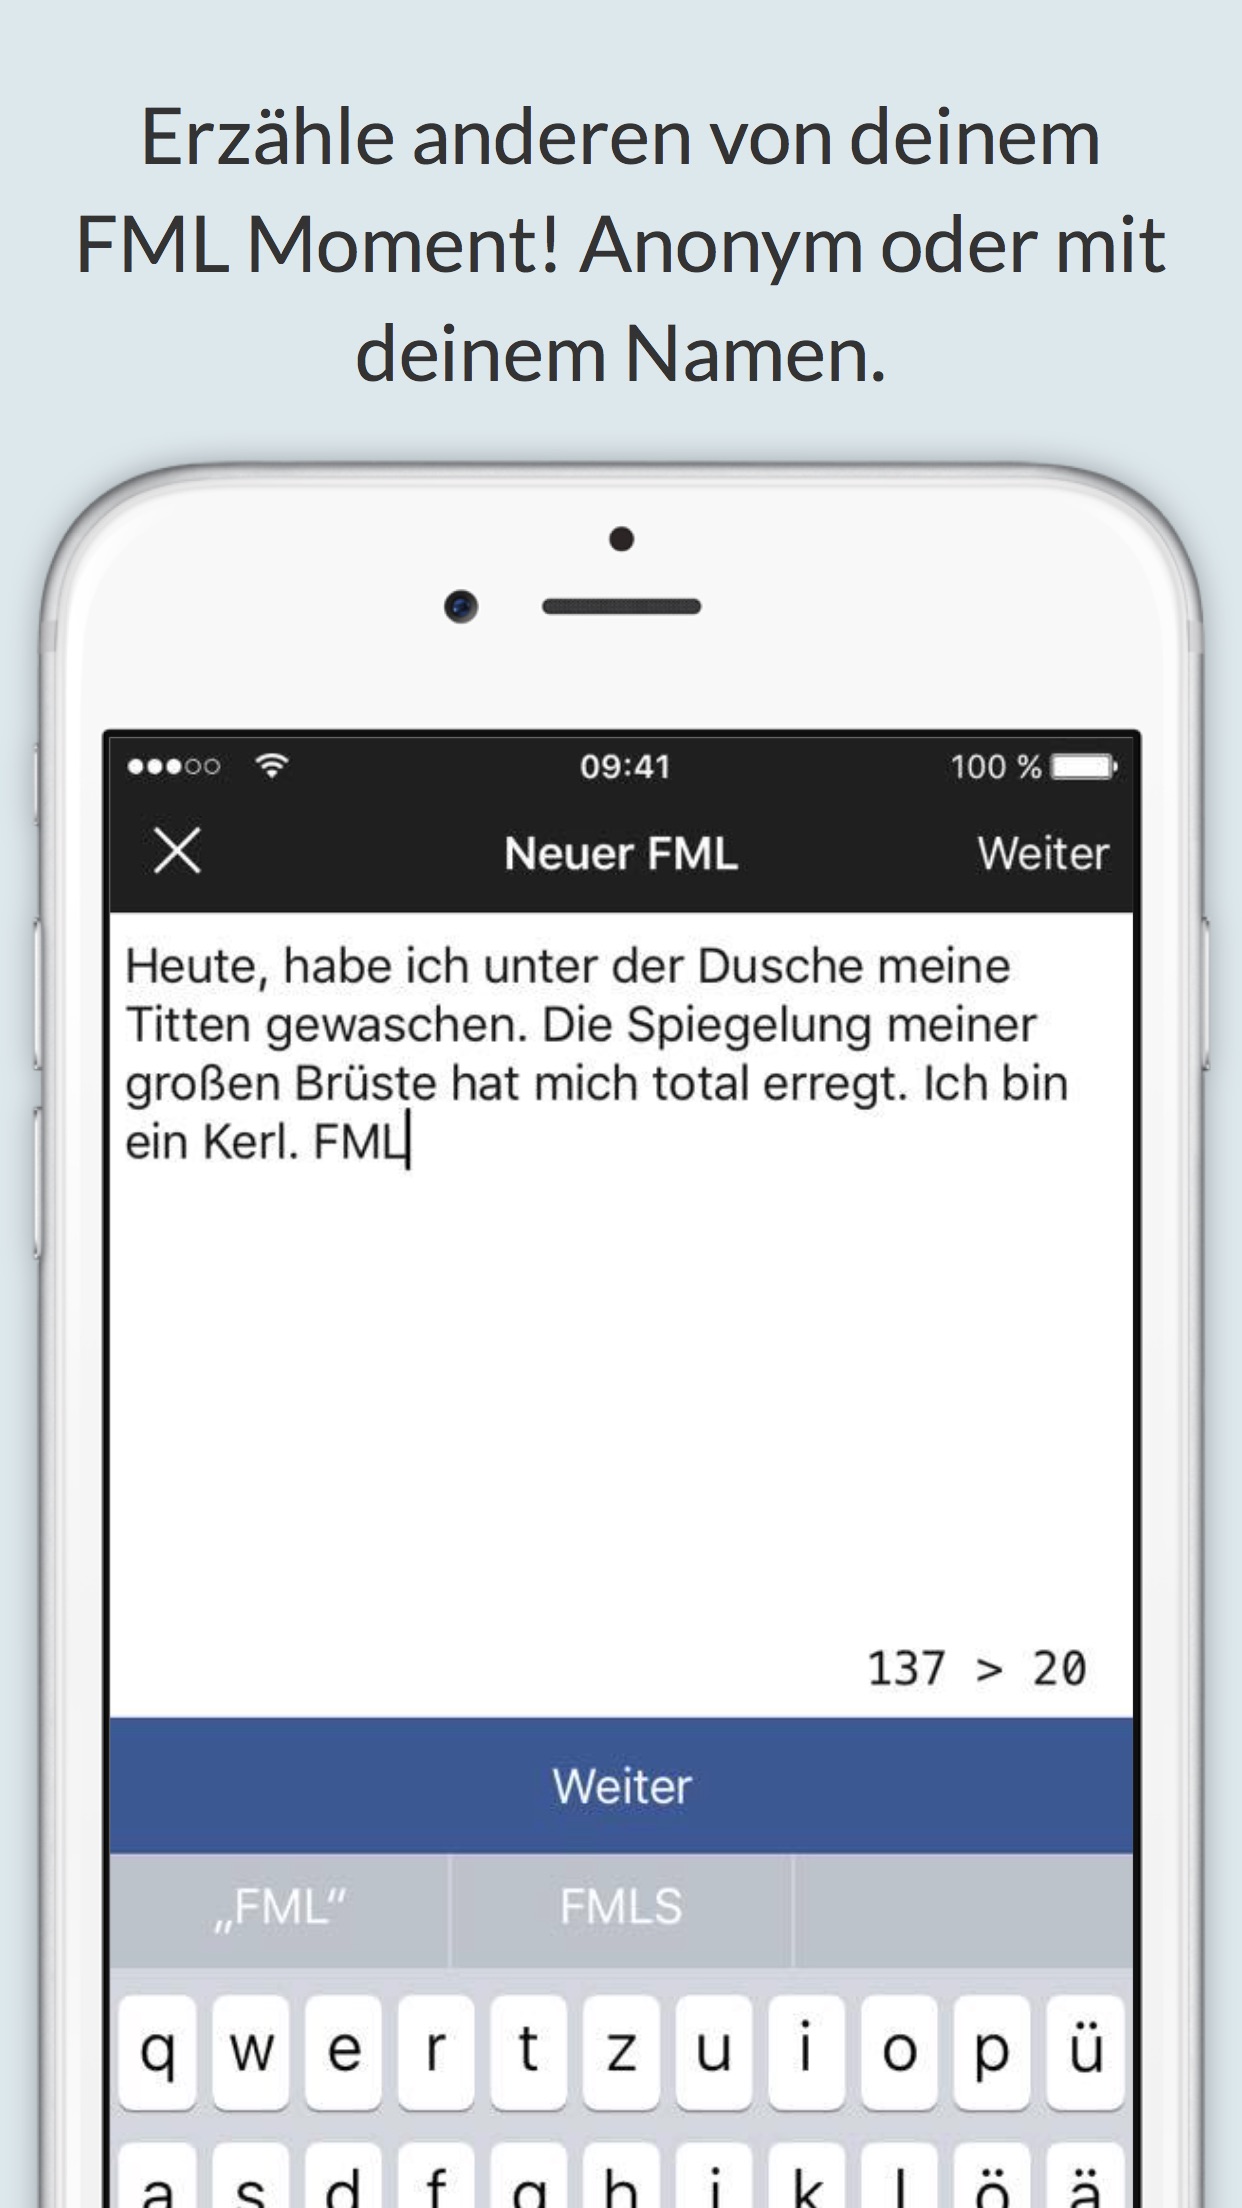 Erzähle anderen von deinem
FML Moment! Anonym oder mit
deinem Namen.
09:41
100 %
Neuer FML
Weiter
Heute, habe ich unter der Dusche meine
Titten gewaschen. Die Spiegelung meiner
großen Brüste hat mich total erregt. Ich bin
ein Kerl. FML
137 > 20
Weiter
„FML“
FMLS
q w e r t z u i o p ü
a s d f g h j k l ö ä